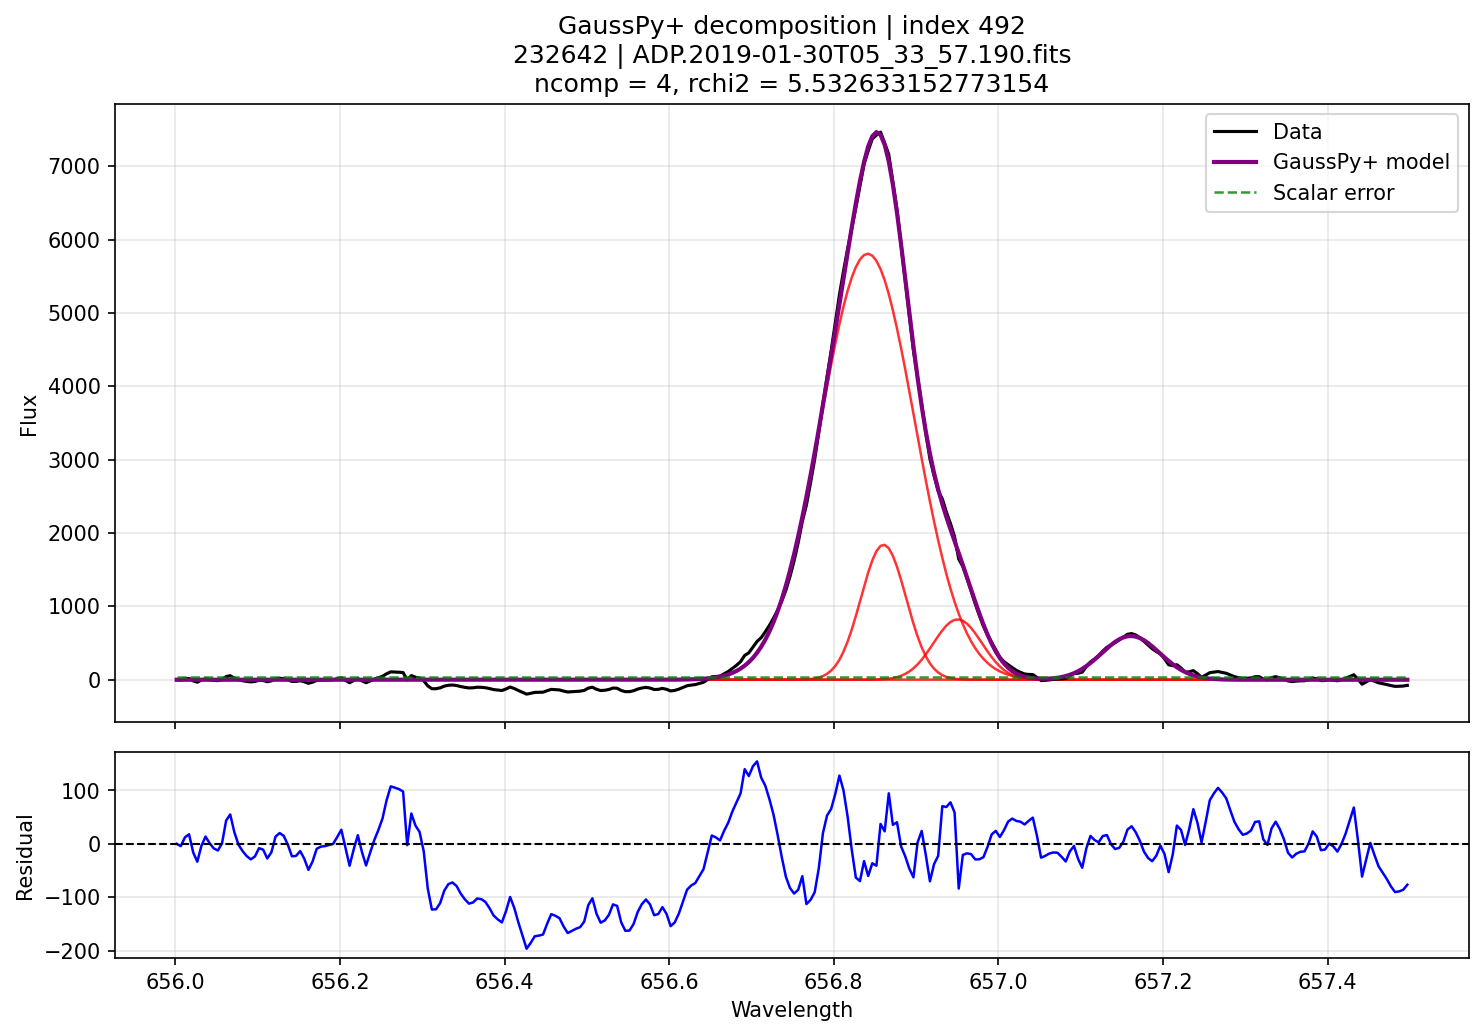 GaussPy+ decomposition | index 492
232642 | ADP.2019-01-30T05_33_57.190.fits
ncomp = 4, rchi2 = 5.532633152773154
Data
GaussPy+ model
Scalar error
Flux
7000
6000
5000
4000
3000
2000
1000
0
Residual
100
0
−100
−200
656.0
656.2
656.4
656.6
656.8
657.0
657.2
657.4
Wavelength